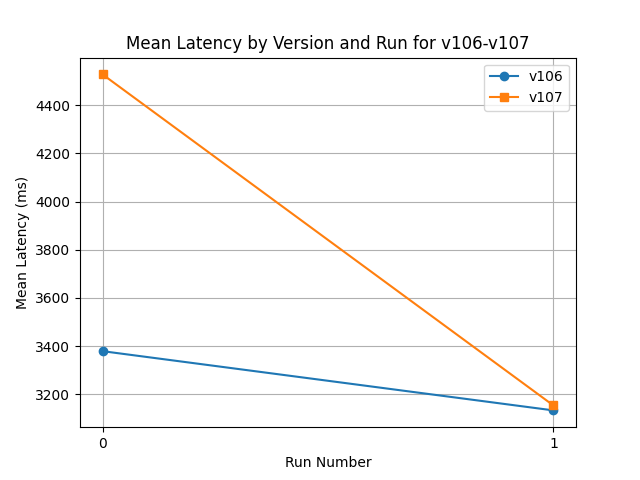 Mean Latency by Version and Run for v106-v107
v106
v107
4400
4200
4000
3800
3600
3400
3200
Mean Latency (ms)
0
1
Run Number